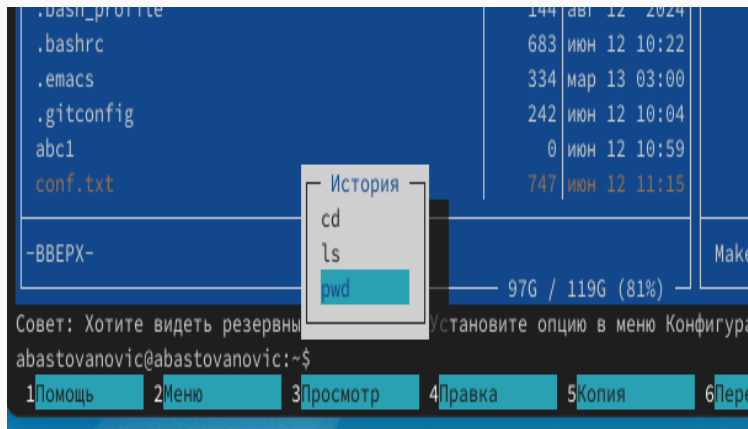 .bash_profile 144 авг 12 2024
.bashrc 683 июн 12 10:22
.emacs 334 мар 13 03:00
.gitconfig 242 июн 12 10:04
abc1 0 июн 12 10:59
conf.txt 747 июн 12 11:15
История
cd
ls
pwd
-ВВЕРХ-
Make
97G / 119G (81%)
Совет: Хотите видеть Установите опцию в меню
abastovanovic@abastovanovic:~$
1Помощь 2Меню 3Просмотр 4Правка 5Копия 6Пере